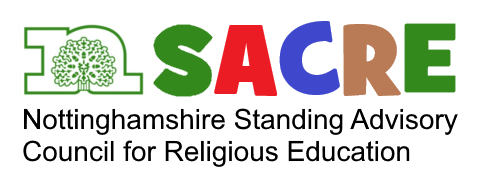 n SACRE
Nottinghamshire Standing Advisory
Council for Religious Education